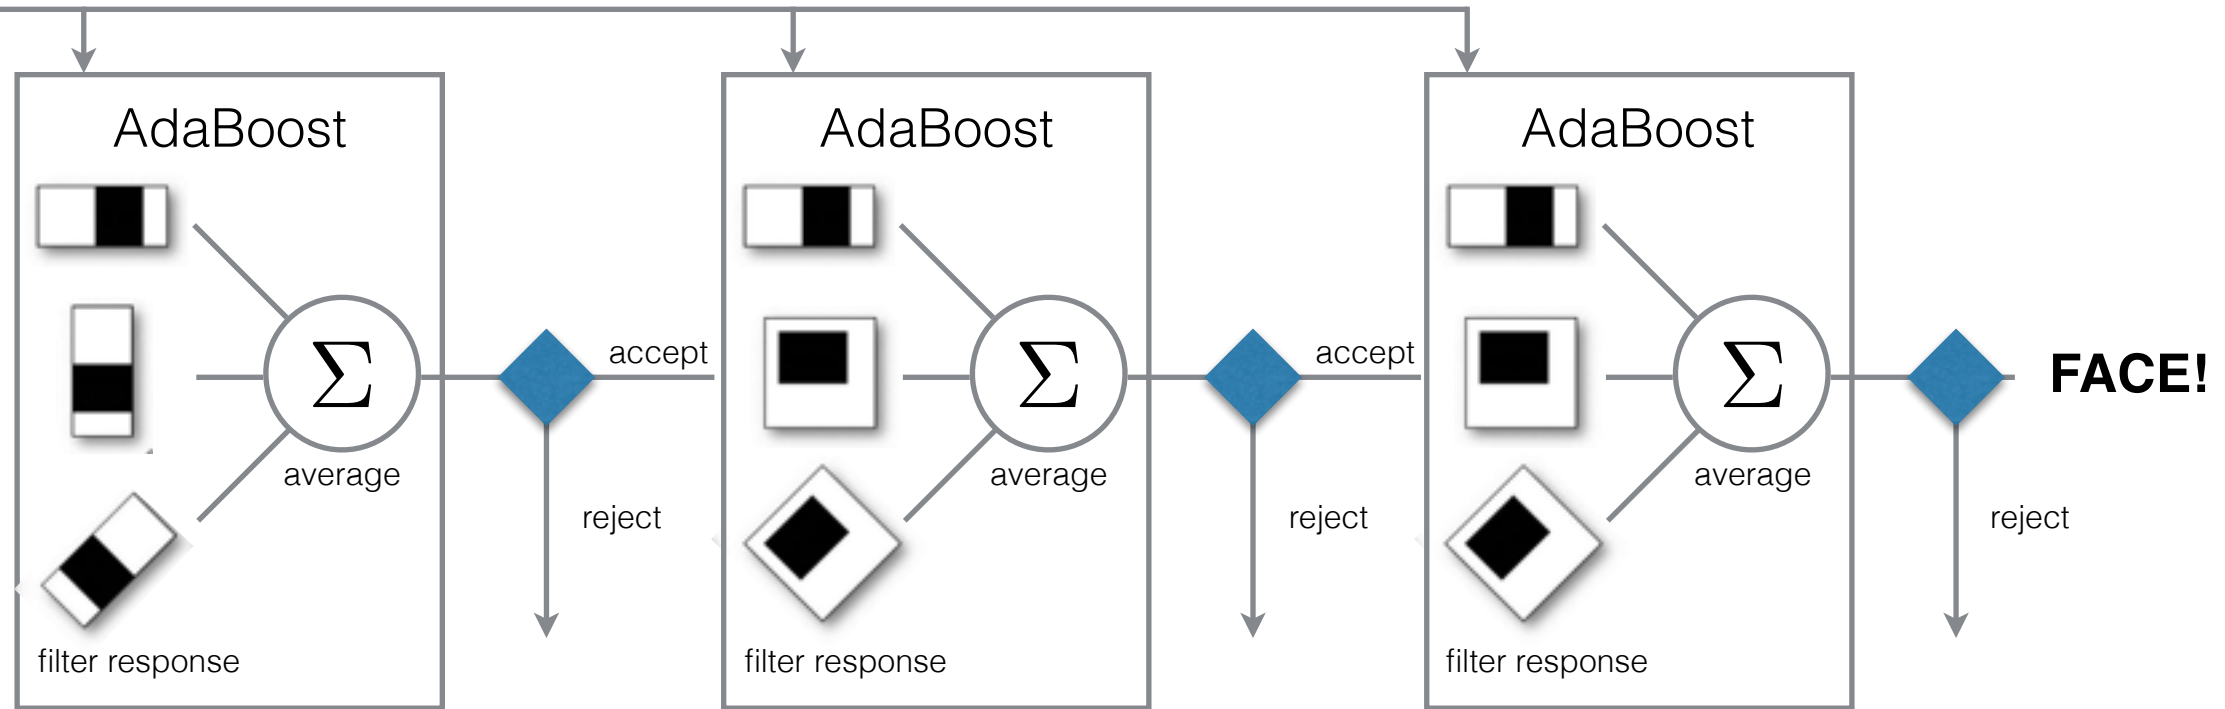 AdaBoost
Σ
average
filter response
accept
reject
AdaBoost
Σ
average
filter response
accept
reject
AdaBoost
Σ
average
filter response
reject
FACE!